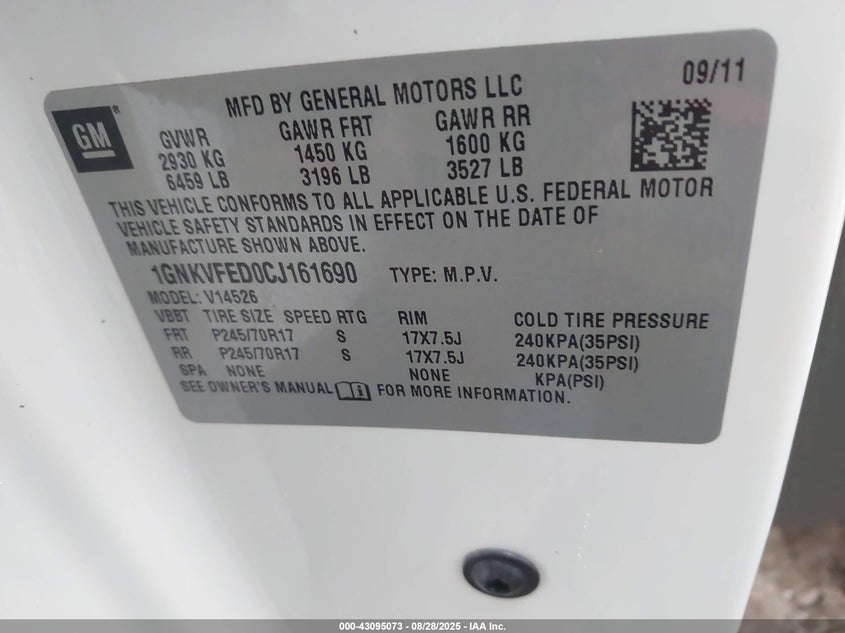 09/11
MFD BY GENERAL MOTORS LLC
GM®
GVWR GAWR FRT GAWR RR
2930 KG 1450 KG 1600 KG
6459 LB 3196 LB 3527 LB
THIS VEHICLE CONFORMS TO ALL APPLICABLE U.S. FEDERAL MOTOR
VEHICLE SAFETY STANDARDS IN EFFECT ON THE DATE OF
MANUFACTURE SHOWN ABOVE.
1GNKVFED0CJ161690 TYPE: M.P.V.
MODEL: V14526
VBBT TIRE SIZE SPEED RTG RIM COLD TIRE PRESSURE
FRT P245/70R17 S 17X7.5J 240KPA(35PSI)
RR P245/70R17 S 17X7.5J 240KPA(35PSI)
SPA NONE NONE KPA(PSI)
SEE OWNER'S MANUAL FOR MORE INFORMATION.
000-43095073 / 08/28/2025 - IAA Inc.